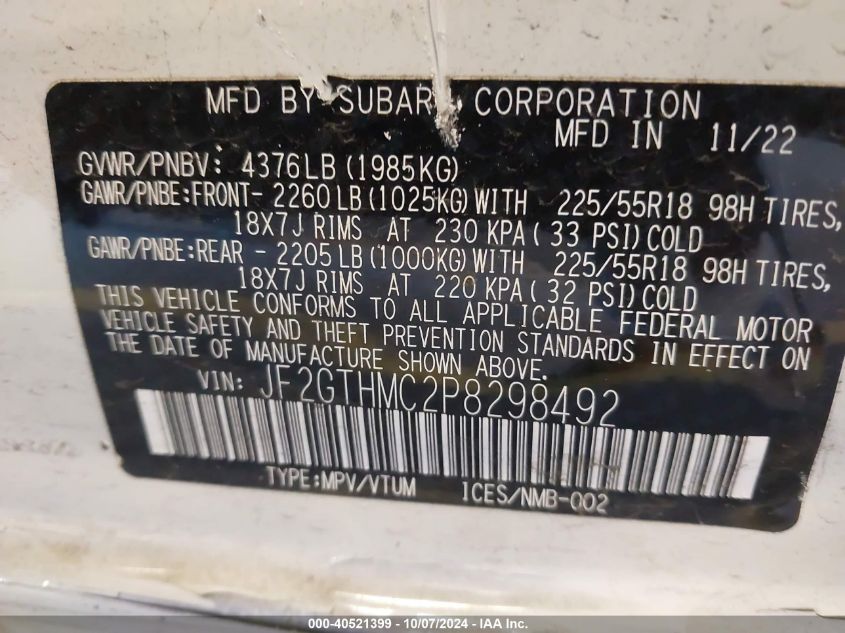 MFD BY SUBARU CORPORATION
MFD IN 11/22
GVWR/PNBV: 4376LB (1985KG)
GAWR/PNBE:FRONT- 2260 LB (1025KG) WITH 225/55R18 98H TIRES,
18X7J RIMS AT 230 KPA ( 33 PSI) COLD
GAWR/PNBE:REAR - 2205 LB (1000KG) WITH 225/55R18 98H TIRES,
18X7J RIMS AT 220 KPA ( 32 PSI) COLD
THIS VEHICLE CONFORMS TO ALL APPLICABLE FEDERAL MOTOR
VEHICLE SAFETY AND THEFT PREVENTION STANDARDS IN EFFECT ON
THE DATE OF MANUFACTURE SHOWN ABOVE.
VIN: JF2GTHMC2P8298492
TYPE:MPV/VTUM ICES/NMB-002
000-40521399 - 10/07/2024 - IAA Inc.